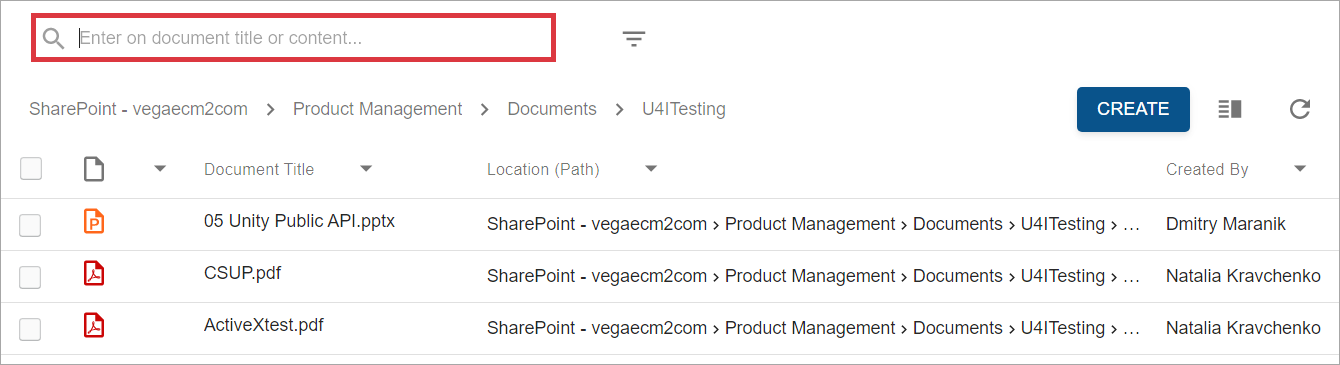 Enter on document title or content...
SharePoint - vegaecm2com > Product Management > Documents > U4ITesting CREATE
Document Title Location (Path) Created By
P 05 Unity Public API.pptx SharePoint - vegaecm2com > Product Management > Documents > U4ITesting > ... Dmitry Maranik
CSUP.pdf SharePoint - vegaecm2com > Product Management > Documents > U4ITesting > ... Natalia Kravchenko
ActiveXtest.pdf SharePoint - vegaecm2com > Product Management > Documents > U4ITesting > ... Natalia Kravchenko